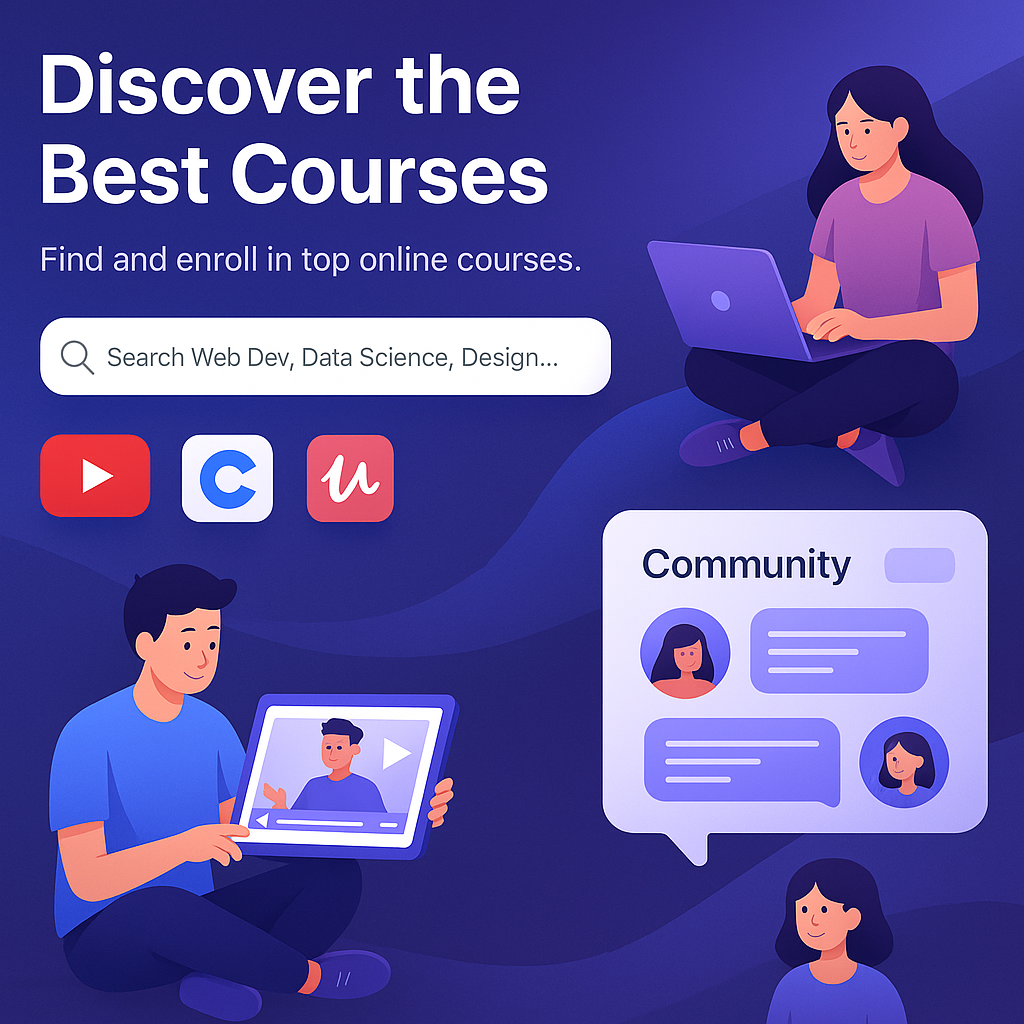 Discover the
Best Courses
Find and enroll in top online courses.
Search Web Dev, Data Science, Design...
C
u
Community